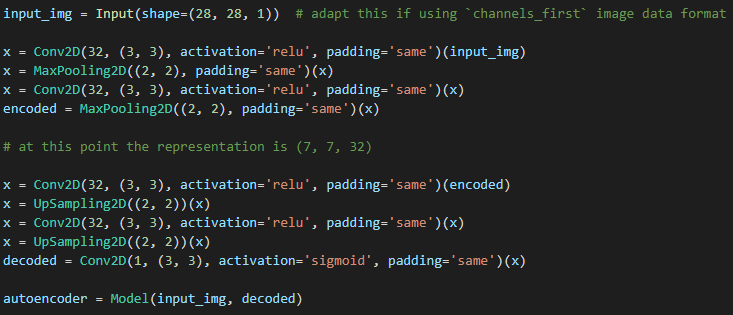 input_img = Input(shape=(28, 28, 1))  # adapt this if using `channels_first` image data format
x = Conv2D(32, (3, 3), activation='relu', padding='same')(input_img)
x = MaxPooling2D((2, 2), padding='same')(x)
x = Conv2D(32, (3, 3), activation='relu', padding='same')(x)
encoded = MaxPooling2D((2, 2), padding='same')(x)
# at this point the representation is (7, 7, 32)
x = Conv2D(32, (3, 3), activation='relu', padding='same')(encoded)
x = UpSampling2D((2, 2))(x)
x = Conv2D(32, (3, 3), activation='relu', padding='same')(x)
x = UpSampling2D((2, 2))(x)
decoded = Conv2D(1, (3, 3), activation='sigmoid', padding='same')(x)
autoencoder = Model(input_img, decoded)